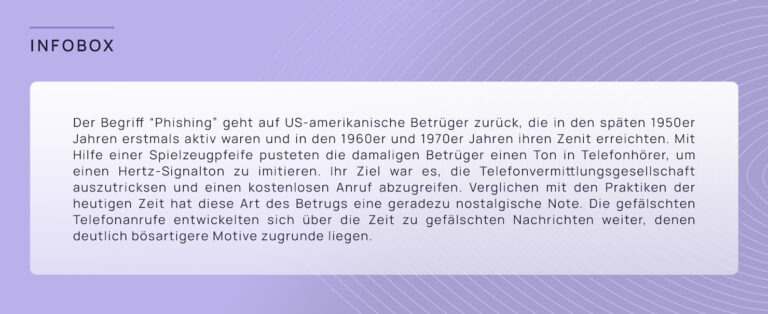 INFOBOX
Der Begriff “Phishing” geht auf US-amerikanische Betrüger zurück, die in den späten 1950er
Jahren erstmals aktiv waren und in den 1960er und 1970er Jahren ihren Zenit erreichten. Mit
Hilfe einer Spielzeugpfeife pusteten die damaligen Betrüger einen Ton in Telefonhörer, um
einen Hertz-Signalton zu imitieren. Ihr Ziel war es, die Telefonvermittlungsgesellschaft
auszutricksen und einen kostenlosen Anruf abzugreifen. Verglichen mit den Praktiken der
heutigen Zeit hat diese Art des Betrugs eine geradezu nostalgische Note. Die gefälschten
Telefonanrufe entwickelten sich über die Zeit zu gefälschten Nachrichten weiter, denen
deutlich bösartigere Motive zugrunde liegen.